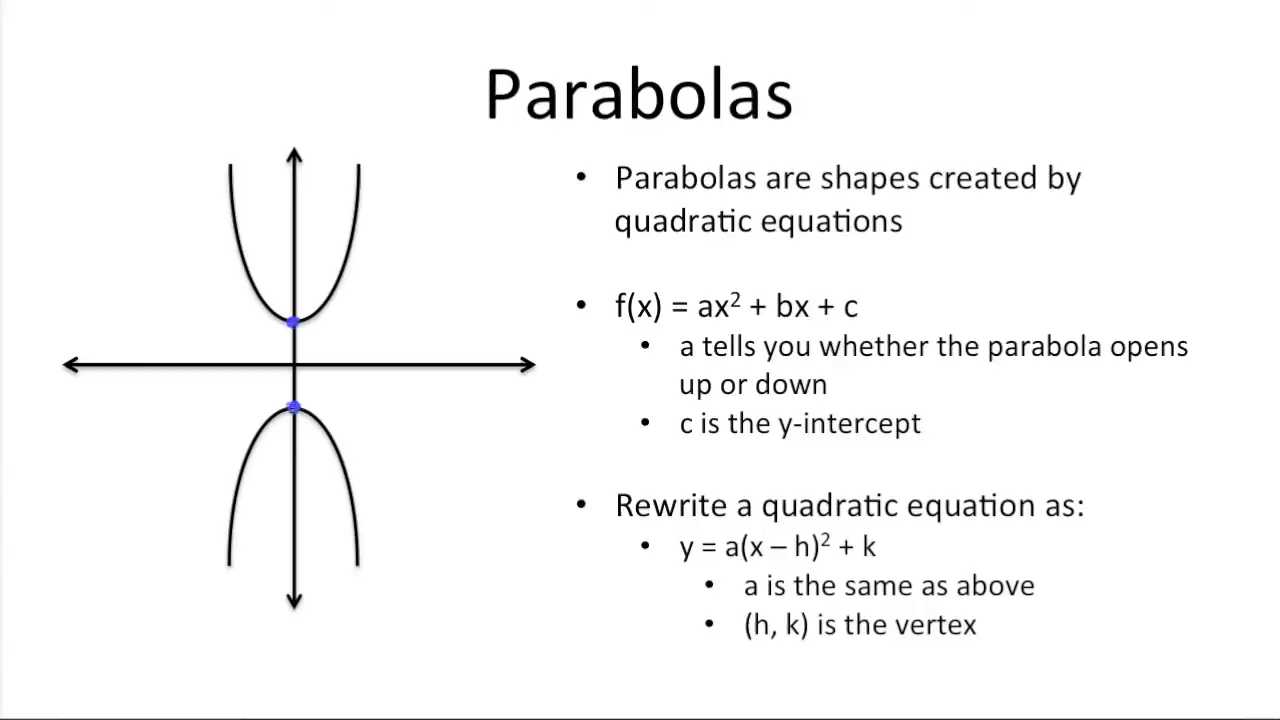 Parabolas
• Parabolas are shapes created by
quadratic equations
• f(x) = ax² + bx + c
• a tells you whether the parabola opens
up or down
• c is the y-intercept
• Rewrite a quadratic equation as:
• y = a(x – h)² + k
• a is the same as above
• (h, k) is the vertex